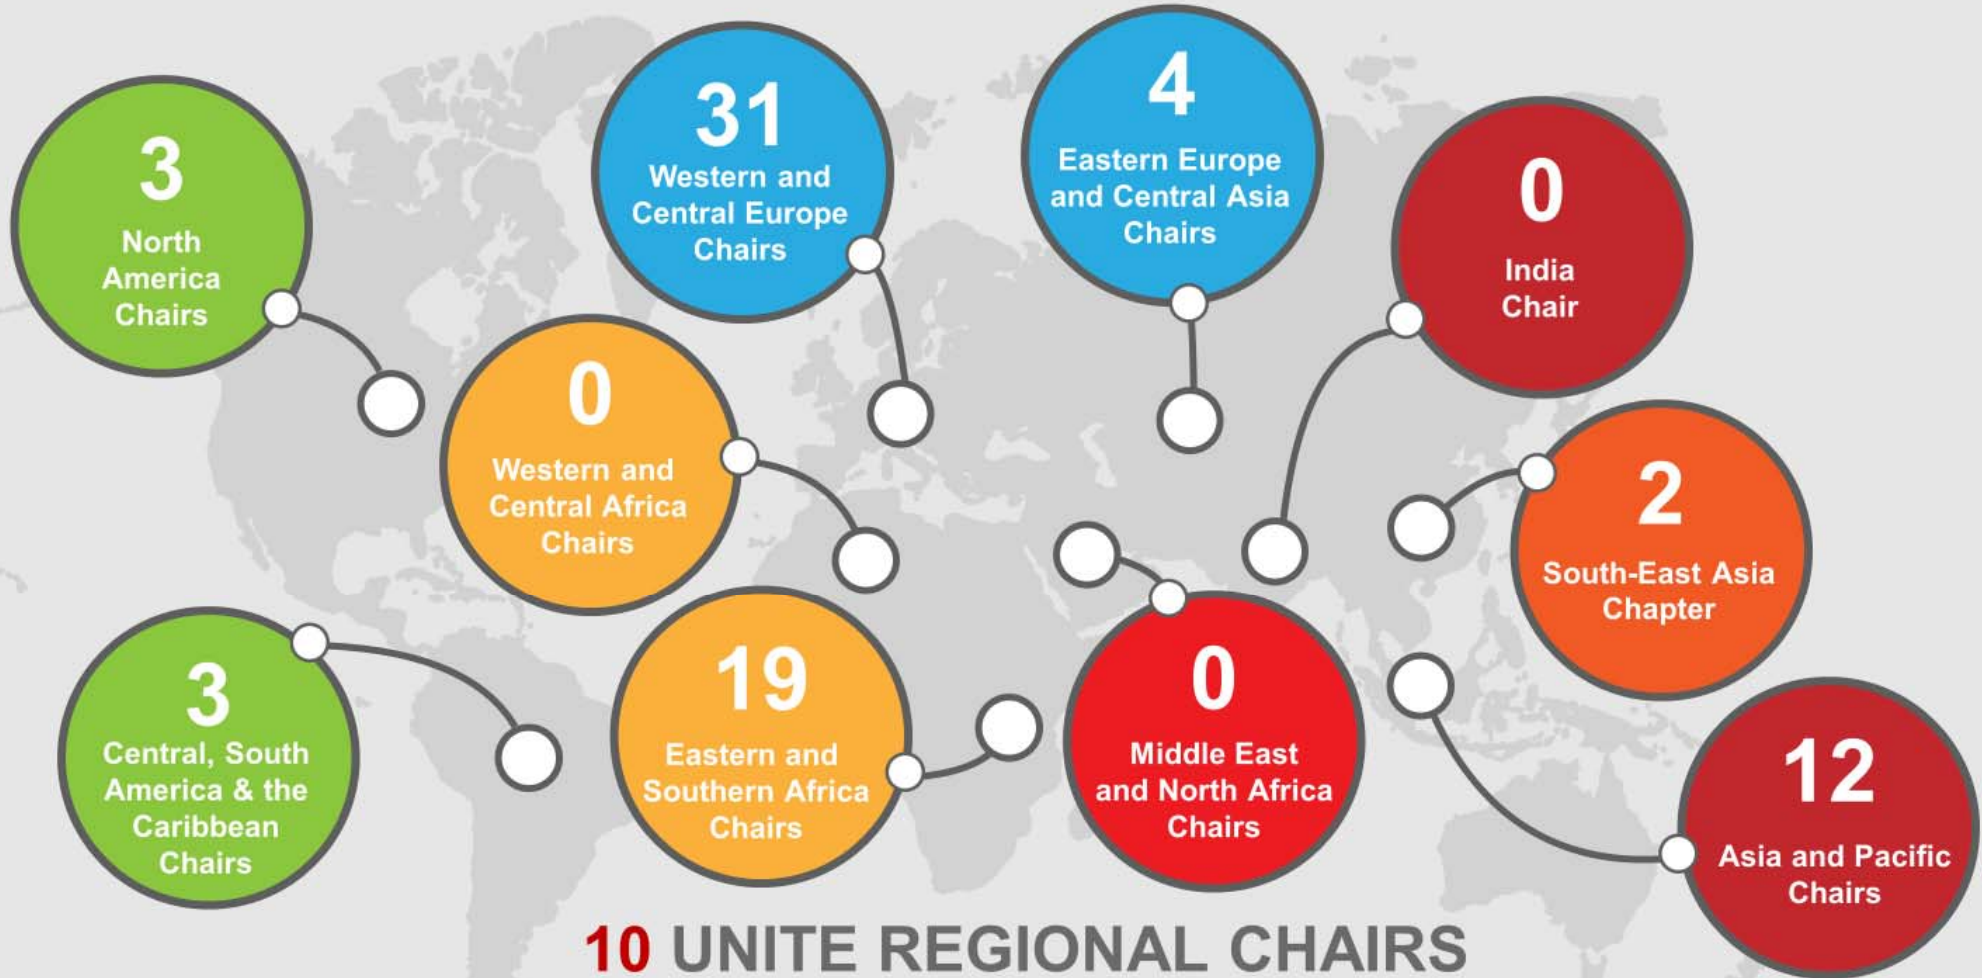 3
North
America
Chairs
31
Western and
Central Europe
Chairs
4
Eastern Europe
and Central Asia
Chairs
0
India
Chair
0
Western and
Central Africa
Chairs
2
South-East Asia
Chapter
3
Central, South
America & the
Caribbean
Chairs
19
Eastern and
Southern Africa
Chairs
0
Middle East
and North Africa
Chairs
12
Asia and Pacific
Chairs
10 UNITE REGIONAL CHAIRS